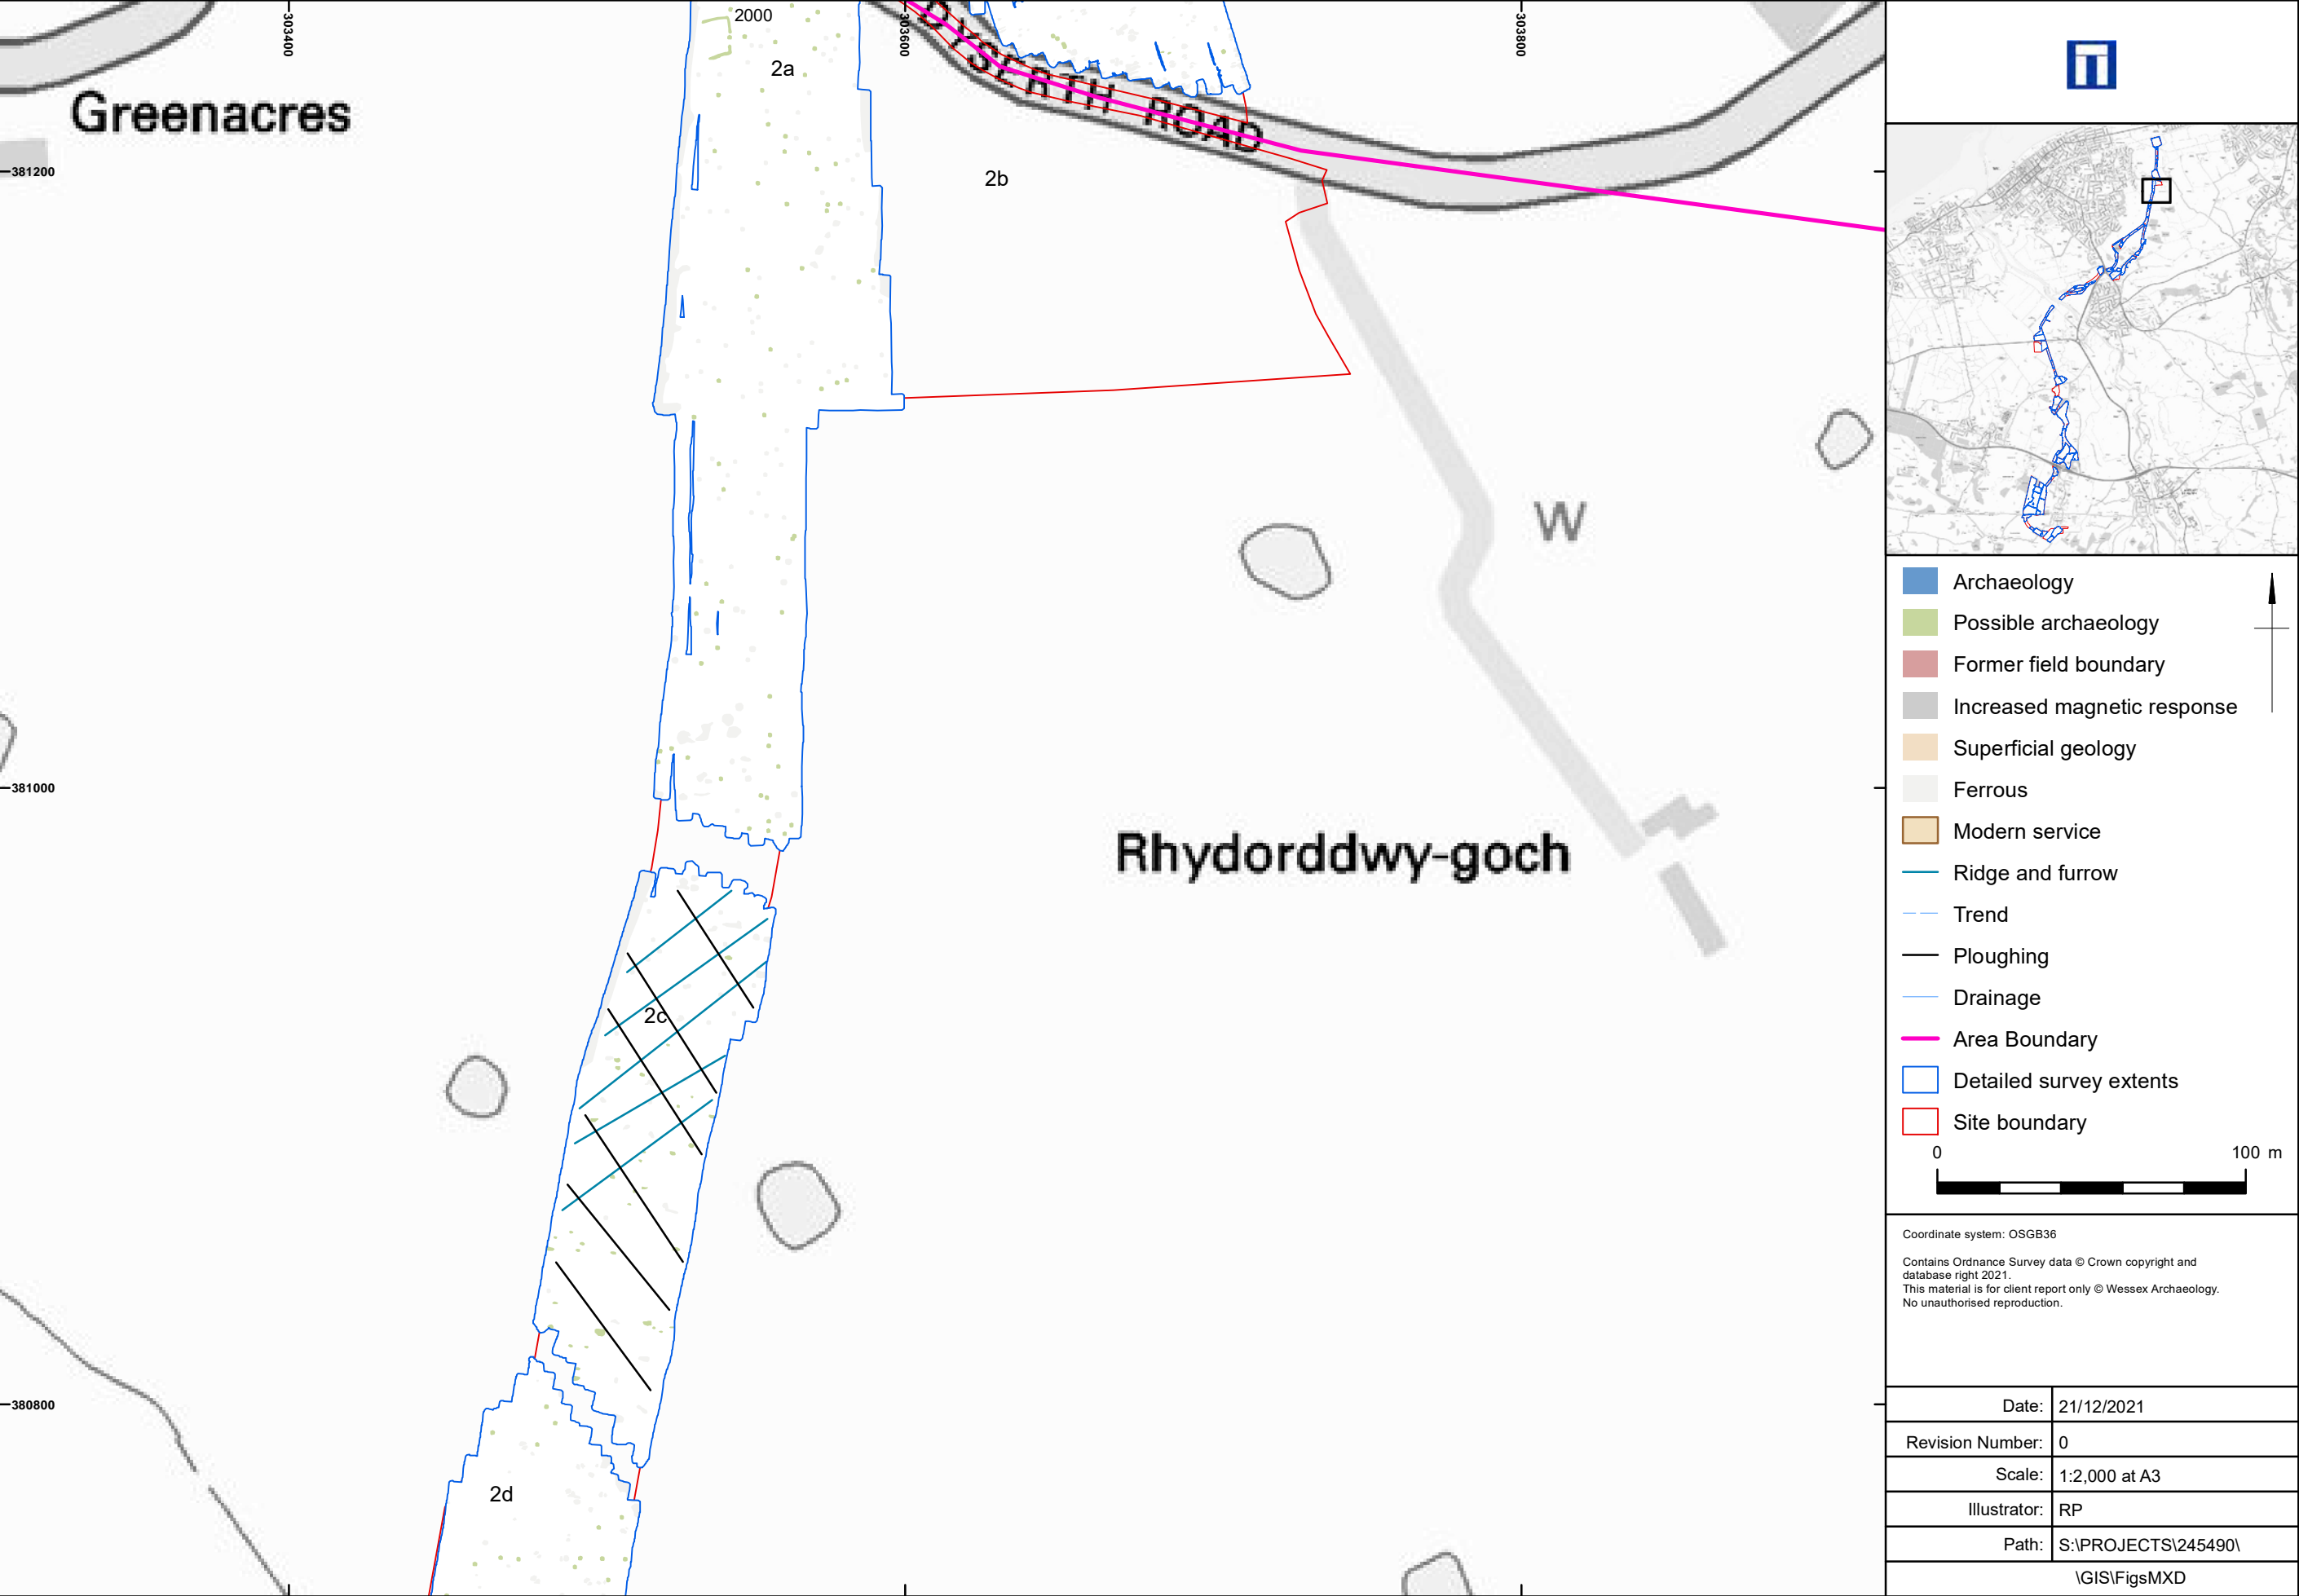 303400
2000
303600
303800
2a
Greenacres
DYSERTH ROAD
381200
2b
W
381000
Rhydorddwy-goch
2c
380800
2d
Archaeology
Possible archaeology
Former field boundary
Increased magnetic response
Superficial geology
Ferrous
Modern service
Ridge and furrow
Trend
Ploughing
Drainage
Area Boundary
Detailed survey extents
Site boundary
0 100 m
Coordinate system: OSGB36
Contains Ordnance Survey data © Crown copyright and
database right 2021.
This material is for client report only © Wessex Archaeology.
No unauthorised reproduction.
Date: 21/12/2021
Revision Number: 0
Scale: 1:2,000 at A3
Illustrator: RP
Path: S:\PROJECTS\245490\
\GIS\FigsMXD